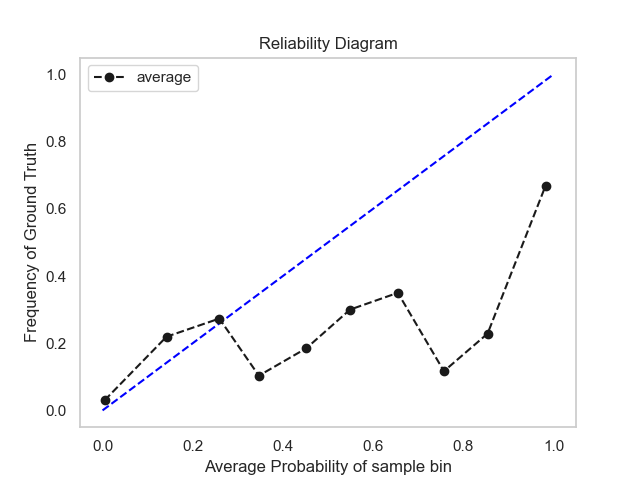 Reliability Diagram
average
Frequency of Ground Truth
1.0
0.8
0.6
0.4
0.2
0.0
0.0 0.2 0.4 0.6 0.8 1.0
Average Probability of sample bin